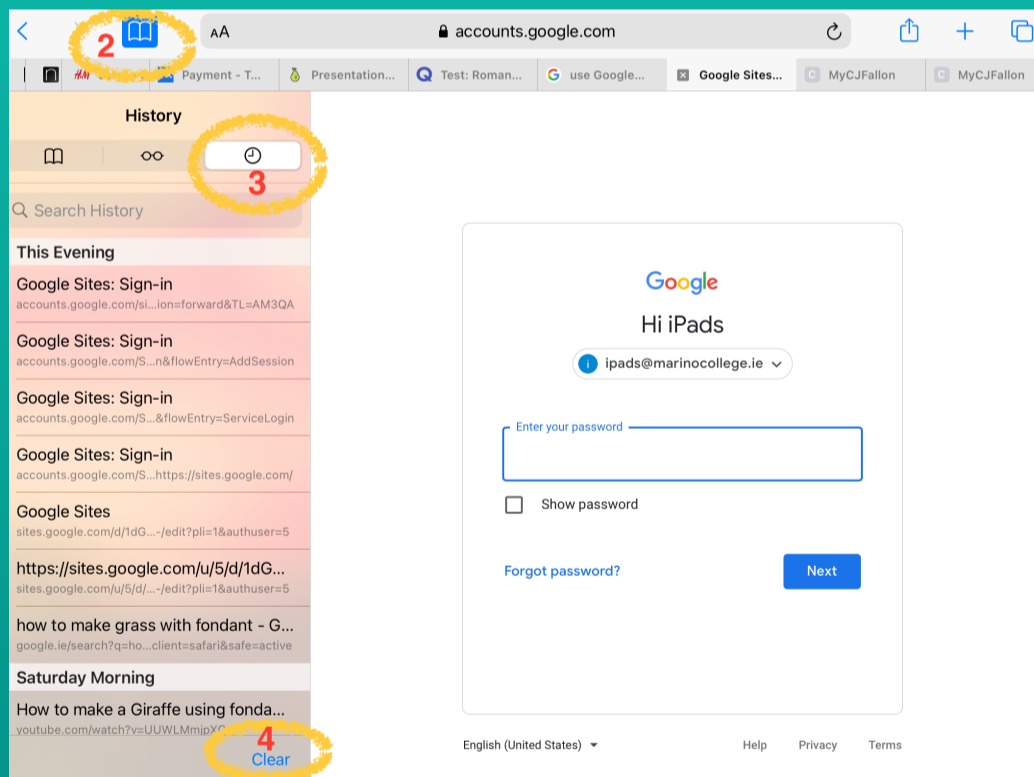 2
AA
accounts.google.com
H&M
Payment - T...
Presentation...
Test: Roman...
use Google...
Google Sites...
MyCJFallon
MyCJFallon
History
3
Search History
This Evening
Google Sites: Sign-in
accounts.google.com/si...ion=forward&TL=AM3QA
Google Sites: Sign-in
accounts.google.com/S...n&flowEntry=AddSession
Google Sites: Sign-in
accounts.google.com/S...&flowEntry=ServiceLogin
Google Sites: Sign-in
accounts.google.com/S...https://sites.google.com/
Google Sites
sites.google.com/d/1dG...-/edit?pli=1&authuser=5
https://sites.google.com/u/5/d/1dG...
sites.google.com/u/5/d/...-/edit?pli=1&authuser=5
how to make grass with fondant - G...
google.ie/search?q=ho...client=safari&safe=active
Saturday Morning
How to make a Giraffe using fonda...
4
Clear
Google
Hi iPads
i ipads@marinocollege.ie
Enter your password
Show password
Forgot password?
Next
English (United States)
Help
Privacy
Terms